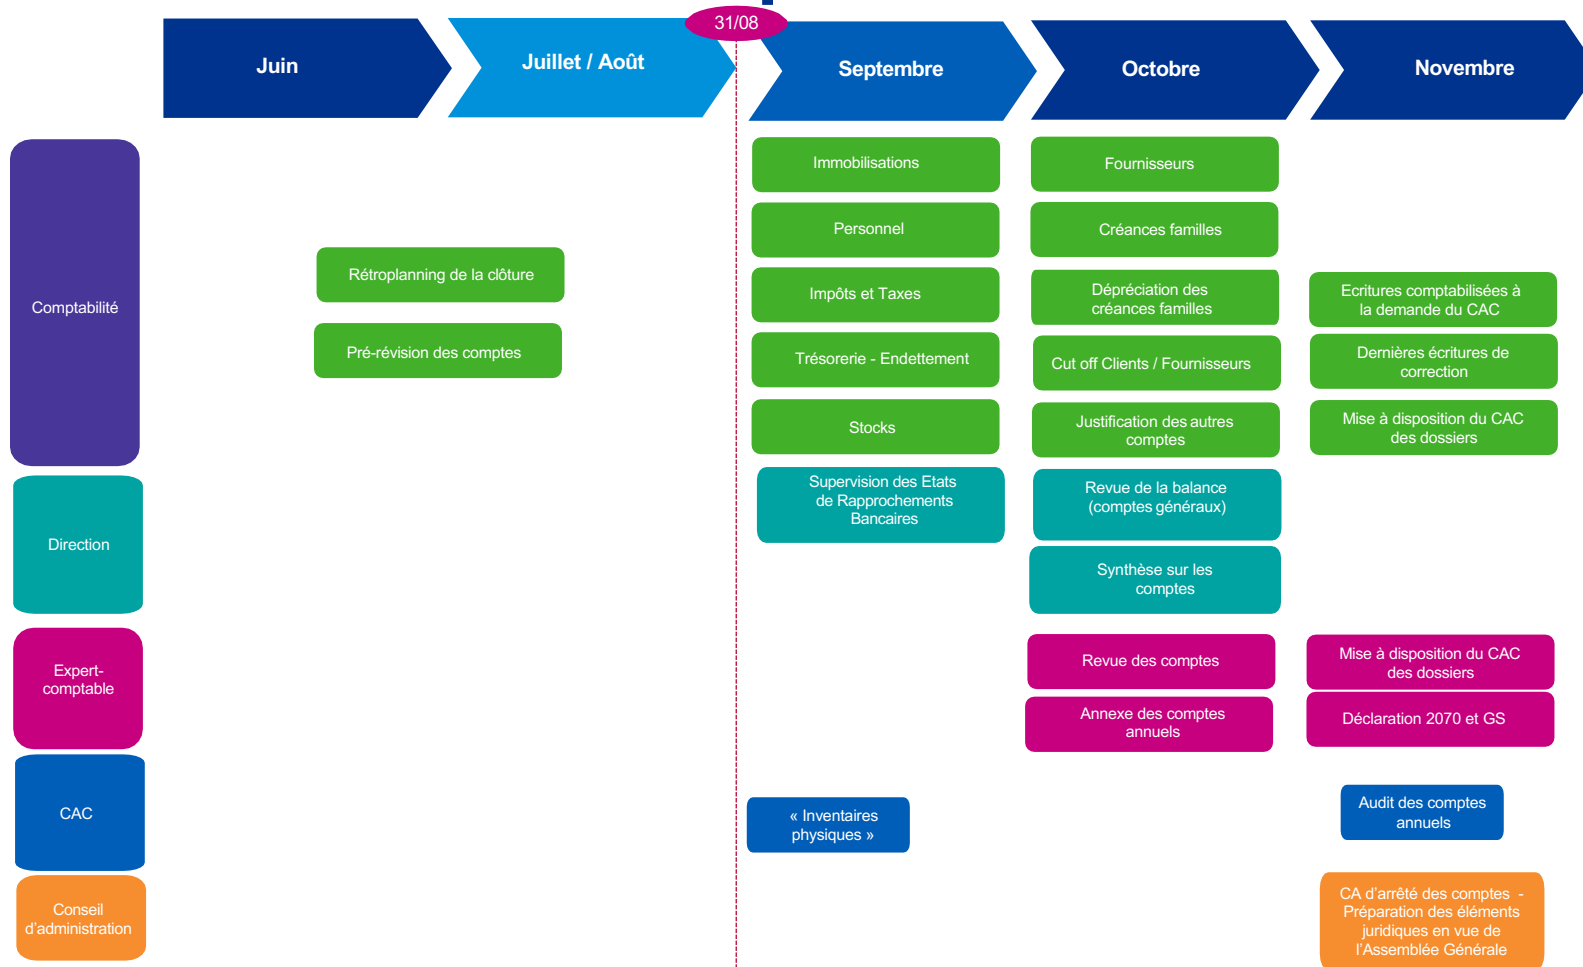 31/08
Juin
Juillet / Août
Septembre
Octobre
Novembre
Comptabilité
Rétroplanning de la clôture
Pré-révision des comptes
Immobilisations
Personnel
Impôts et Taxes
Trésorerie - Endettement
Stocks
Fournisseurs
Créances familles
Dépréciation des
créances familles
Cut off Clients / Fournisseurs
Justification des autres
comptes
Ecritures comptabilisées à
la demande du CAC
Dernières écritures de
correction
Mise à disposition du CAC
des dossiers
Direction
Supervision des Etats
de Rapprochements
Bancaires
Revue de la balance
(comptes généraux)
Synthèse sur les
comptes
Expert-
comptable
Revue des comptes
Annexe des comptes
annuels
Mise à disposition du CAC
des dossiers
Déclaration 2070 et GS
CAC
« Inventaires
physiques »
Audit des comptes
annuels
Conseil
d'administration
CA d'arrêté des comptes -
Préparation des éléments
juridiques en vue de
l'Assemblée Générale